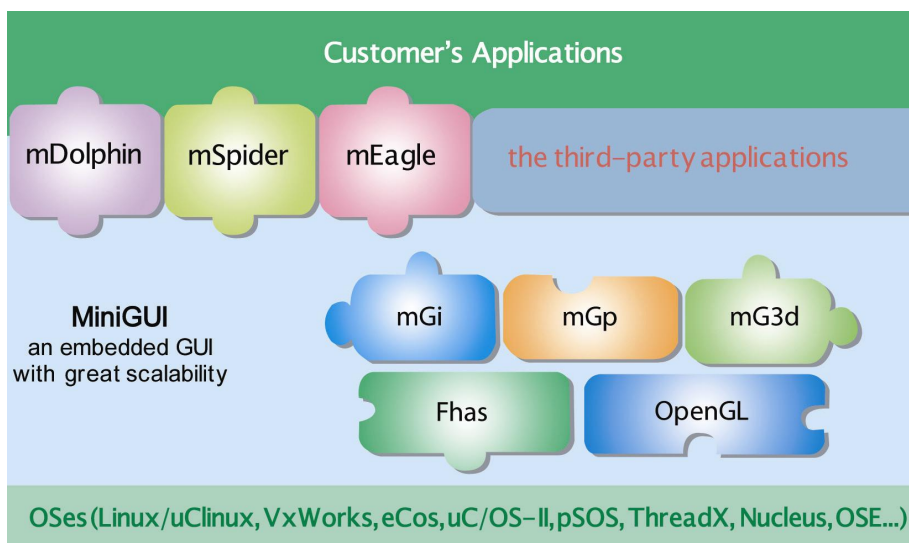 Customer's Applications
mDolphin
mSpider
mEagle
the third-party applications
MiniGUI
an embedded GUI
with great scalability
mGi
mGp
mG3d
Fhas
OpenGL
OSes(Linux/uClinux,VxWorks,eCos,uC/OS-II,pSOS,ThreadX,Nucleus,OSE...)